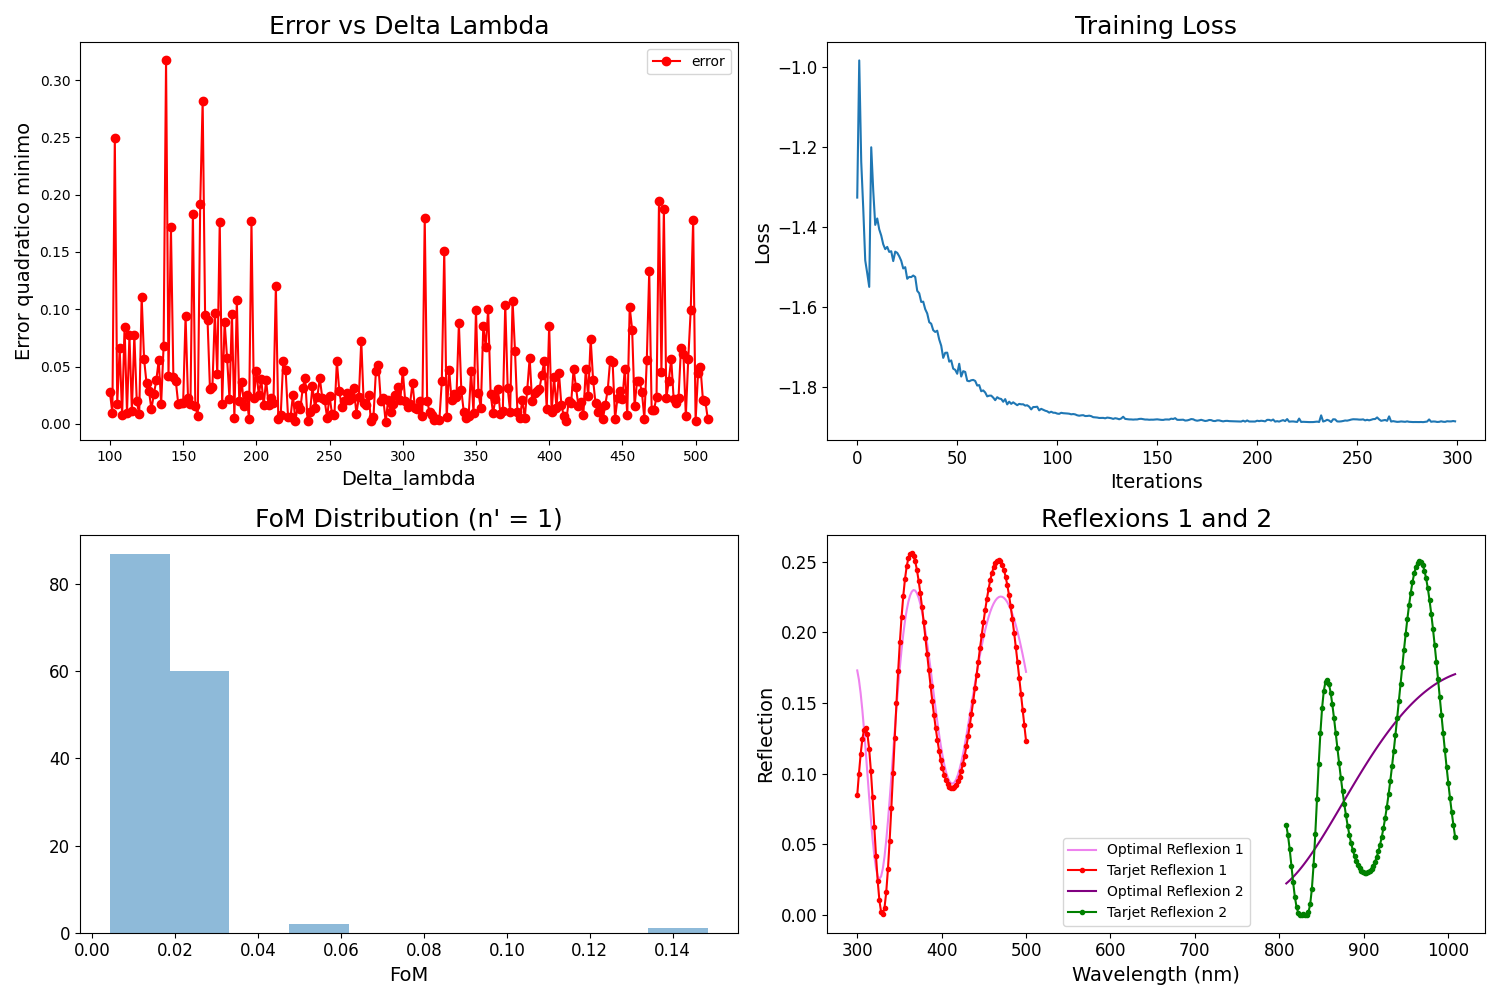 Error vs Delta Lambda
error
Error quadratico minimo
0.30
0.25
0.20
0.15
0.10
0.05
0.00
100 150 200 250 300 350 400 450 500
Delta_lambda
Training Loss
Loss
−1.0
−1.2
−1.4
−1.6
−1.8
0 50 100 150 200 250 300
Iterations
FoM Distribution (n' = 1)
80
60
40
20
0
0.00 0.02 0.04 0.06 0.08 0.10 0.12 0.14
FoM
Reflexions 1 and 2
Reflection
0.25
0.20
0.15
0.10
0.05
0.00
Optimal Reflexion 1
Tarjet Reflexion 1
Optimal Reflexion 2
Tarjet Reflexion 2
300 400 500 600 700 800 900 1000
Wavelength (nm)